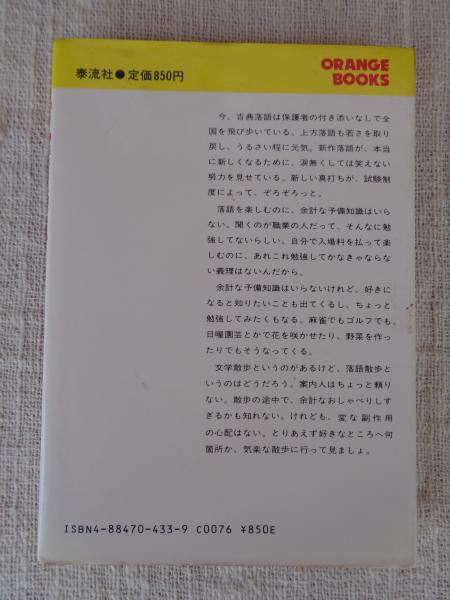 泰流社●定価850円
ORANGE
BOOKS
今、古典落語は保護者の付き添いなしで全
国を飛び歩いている。上方落語も若さを取り
戻し、うるさい程に元気。新作落語が、本当
に新しくなるために、涙無くしては笑えない
努力を見せている。新しい真打ちが、試験制
度によって、ぞろぞろっと。
落語を楽しむのに、余計な予備知識はいら
ない。聞くのが職業の人だって、そんなに勉
強してないらしい。自分で入場料を払って楽
しむのに、あれこれ勉強してかなきゃならな
い義理はないんだから。
余計な予備知識はいらないけれど、好きに
なると知りたいことも出てくるし、ちょっと
勉強してみたくもなる。麻雀でもゴルフでも、
日曜園芸とかで花を咲かせたり、野菜を作っ
たりでもそうなってくる。
文学散歩というのがあるけど、落語散歩と
いうのはどうだろう。案内人はちょっと頼り
ない。散歩の途中で、余計なおしゃべりしす
ぎるかも知れない。けれども、変な副作用
の心配はない。とりあえず好きなところへ何
箇所か、気楽な散歩に行って見ましょ。
ISBN4-88470-433-9 C0076 ¥850E